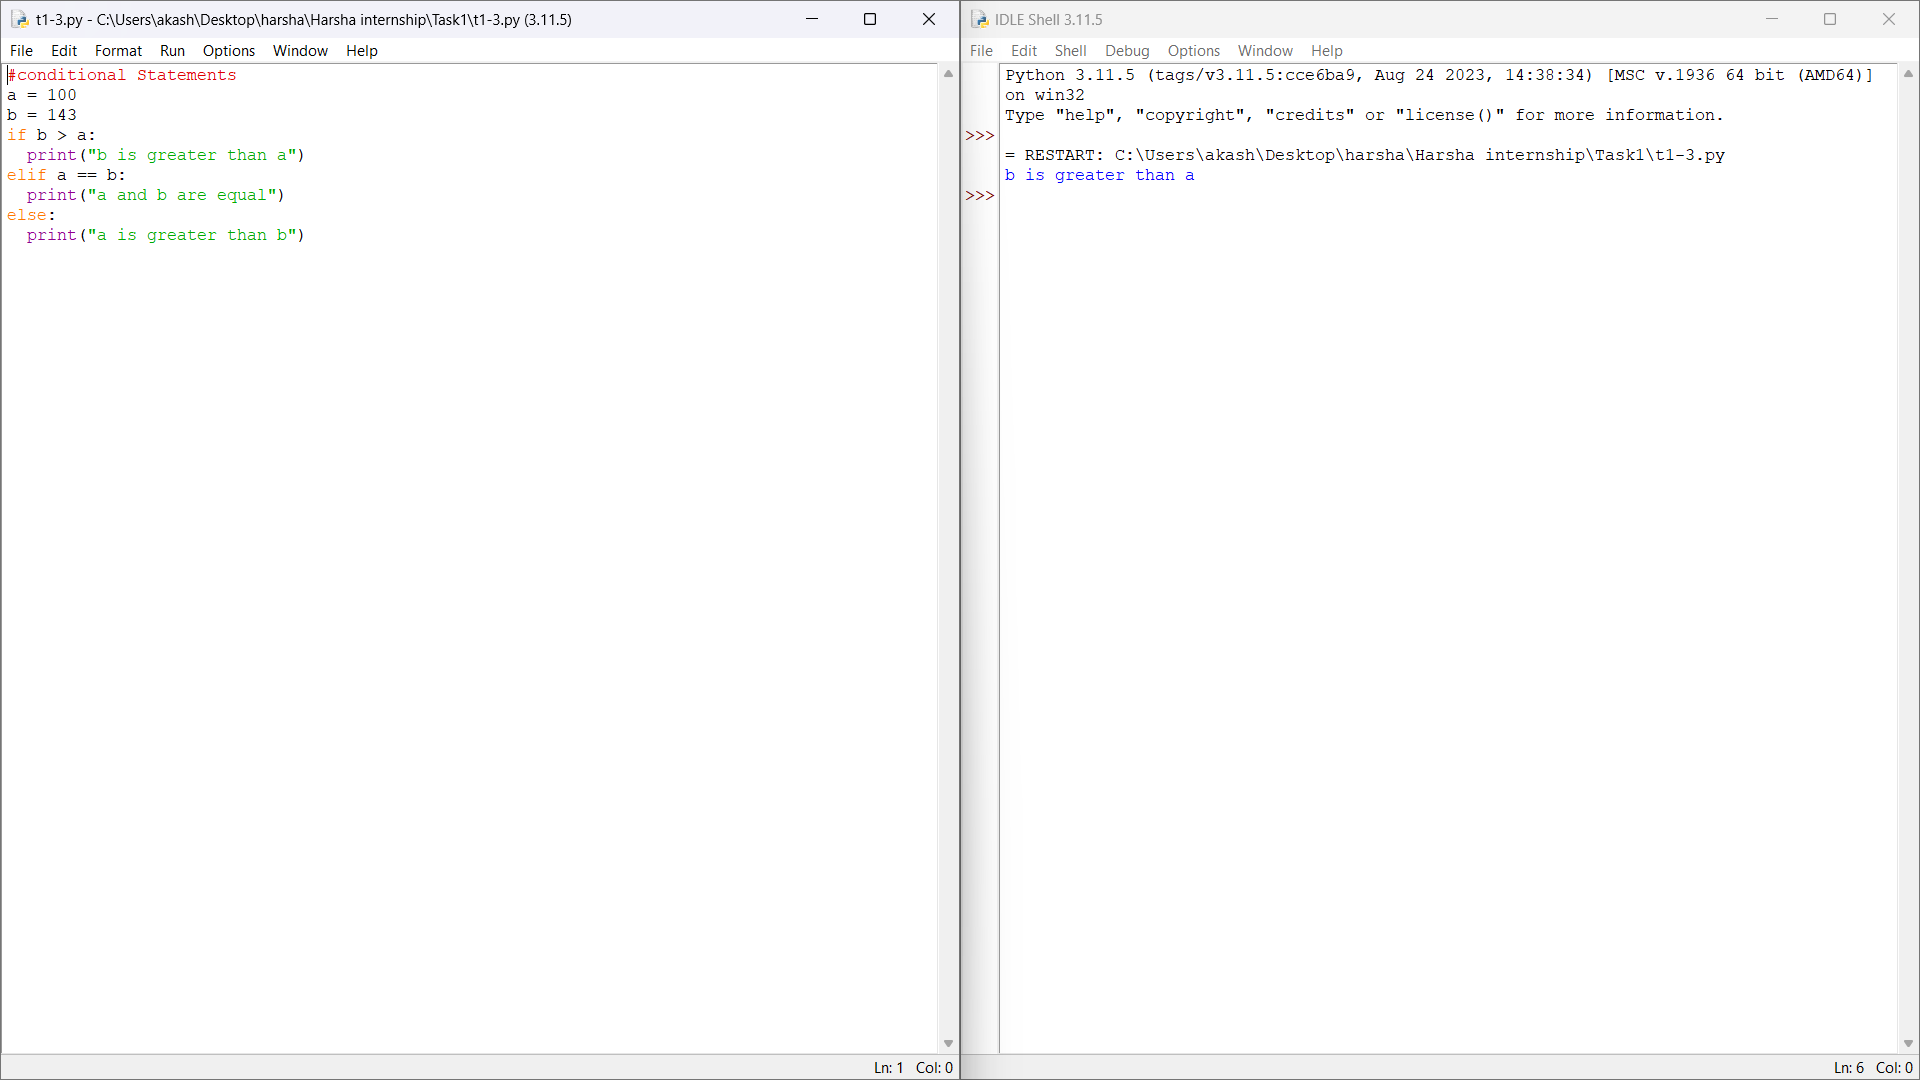 t1-3.py - C:\Users\akash\Desktop\harsha\Harsha internship\Task1\t1-3.py (3.11.5)
File Edit Format Run Options Window Help
#conditional Statements
a = 100
b = 143
if b > a:
  print("b is greater than a")
elif a == b:
  print("a and b are equal")
else:
  print("a is greater than b")
Ln: 1 Col: 0
IDLE Shell 3.11.5
File Edit Shell Debug Options Window Help
Python 3.11.5 (tags/v3.11.5:cce6ba9, Aug 24 2023, 14:38:34) [MSC v.1936 64 bit (AMD64)]
on win32
Type "help", "copyright", "credits" or "license()" for more information.
>>>
= RESTART: C:\Users\akash\Desktop\harsha\Harsha internship\Task1\t1-3.py
b is greater than a
>>>
Ln: 6 Col: 0